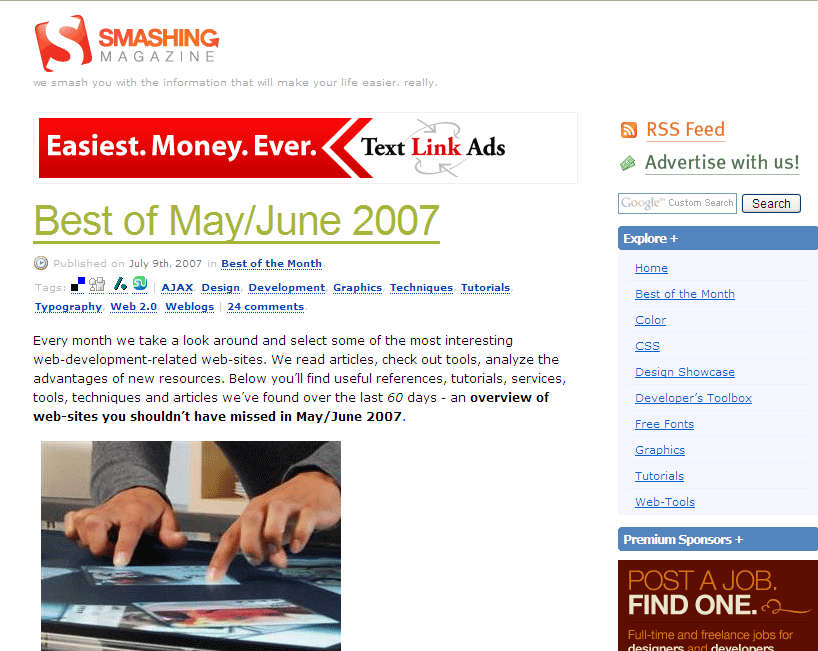 SMASHING
MAGAZINE
we smash you with the information that will make your life easier. really.
Easiest. Money. Ever. Text Link Ads
Best of May/June 2007
Published on July 9th, 2007 in Best of the Month.
Tags: | AJAX, Design, Development, Graphics, Techniques, Tutorials,
Typography, Web 2.0, Weblogs | 24 comments
Every month we take a look around and select some of the most interesting
web-development-related web-sites. We read articles, check out tools, analyze the
advantages of new resources. Below you’ll find useful references, tutorials, services,
tools, techniques and articles we’ve found over the last 60 days - an overview of
web-sites you shouldn’t have missed in May/June 2007.
RSS Feed
Advertise with us!
Google™ Custom Search Search
Explore +
Home
Best of the Month
Color
CSS
Design Showcase
Developer’s Toolbox
Free Fonts
Graphics
Tutorials
Web-Tools
Premium Sponsors +
POST A JOB.
FIND ONE.
Full-time and freelance jobs for
designers and developers